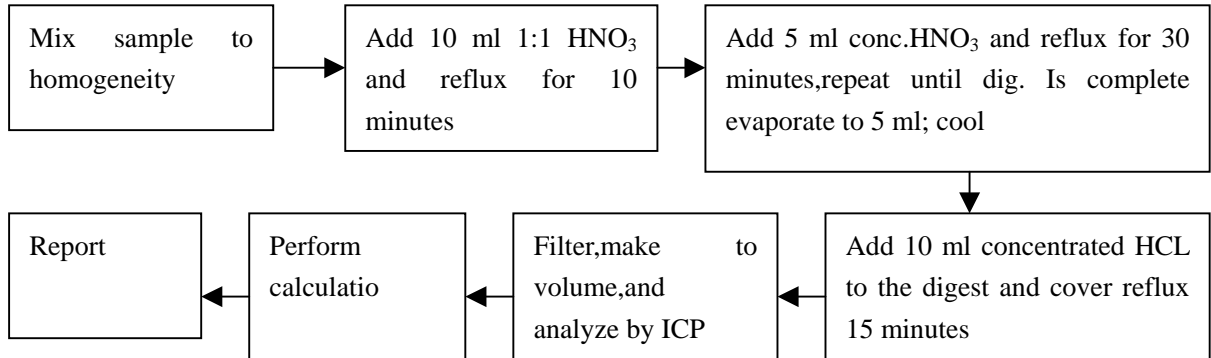 Mix sample to
homogeneity
Add 10 ml 1:1 HNO₃
and reflux for 10
minutes
Add 5 ml conc.HNO₃ and reflux for 30
minutes,repeat until dig. Is complete
evaporate to 5 ml; cool
Add 10 ml concentrated HCL
to the digest and cover reflux
15 minutes
Filter,make to
volume,and
analyze by ICP
Perform
calculatio
Report